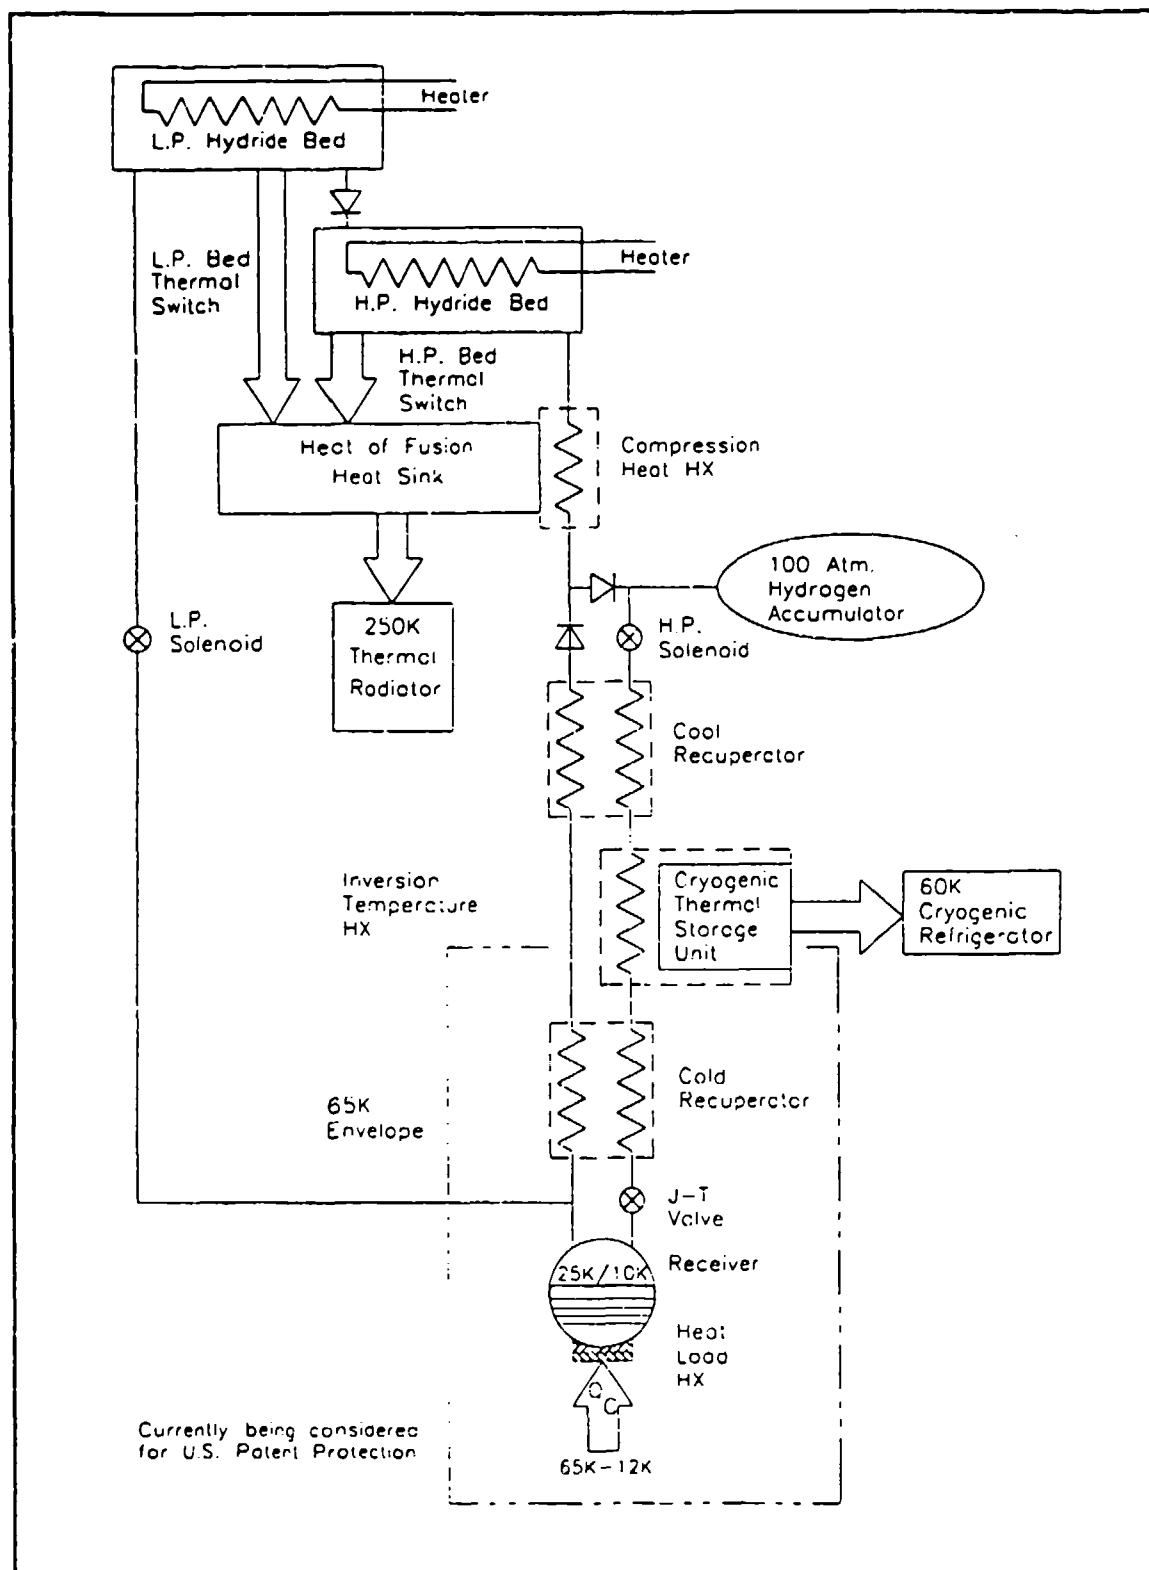 Heater
L.P. Hydride Bed
L.P. Bed
Thermal
Switch
Heater
H.P. Hydride Bed
H.P. Bed
Thermal
Switch
Heat of Fusion
Heat Sink
Compression
Heat HX
100 Atm.
Hydrogen
Accumulator
L.P.
Solenoid
250K
Thermal
Radiator
H.P.
Solenoid
Cool
Recuperator
Inversion
Temperature
HX
Cryogenic
Thermal
Storage
Unit
60K
Cryogenic
Refrigerator
65K
Envelope
Cold
Recuperator
J-T
Valve
Receiver
25K/10K
Heat
Load
HX
QC
65K-12K
Currently being considered
for U.S. Patent Protection